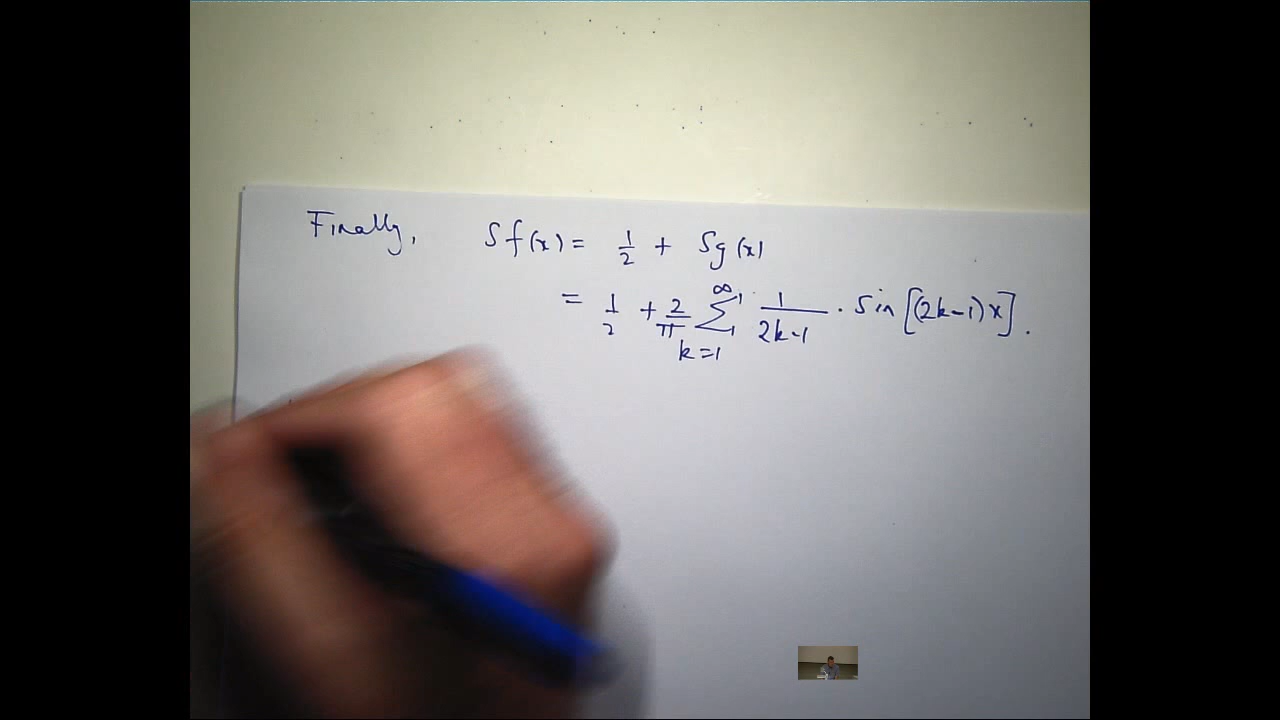 Finally, Sf(x) = 1/2 + Sg(x)
= 1/2 + 2/π ∑_{k=1}^{∞} 1/(2k-1) · Sin[(2k-1)x].